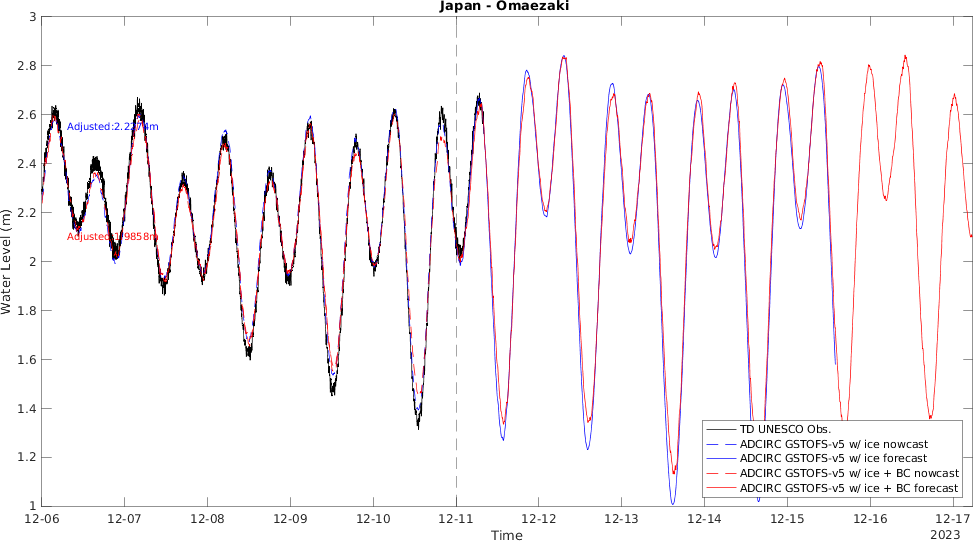 Japan - Omaezaki
3
2.8
2.6
2.4
2.2
2
1.8
1.6
1.4
1.2
1
Water Level (m)
Adjusted:2.2274m
Adjusted:1.9858m
TD UNESCO Obs.
ADCIRC GSTOFS-v5 w/ ice nowcast
ADCIRC GSTOFS-v5 w/ ice forecast
ADCIRC GSTOFS-v5 w/ ice + BC nowcast
ADCIRC GSTOFS-v5 w/ ice + BC forecast
12-06 12-07 12-08 12-09 12-10 12-11 12-12 12-13 12-14 12-15 12-16 12-17
Time
2023